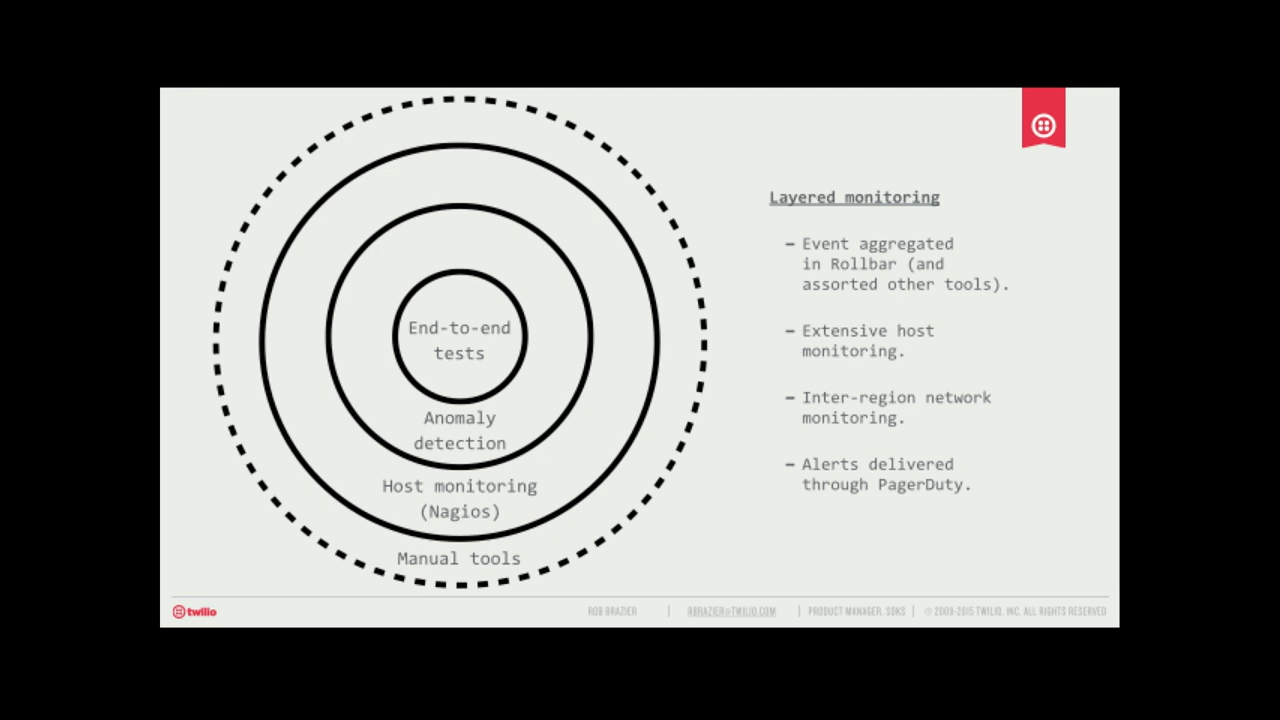 End-to-end
tests
Anomaly
detection
Host monitoring
(Nagios)
Manual tools
Layered monitoring
– Event aggregated
in Rollbar (and
assorted other tools).
– Extensive host
monitoring.
– Inter-region network
monitoring.
– Alerts delivered
through PagerDuty.
twilio
ROB BRAZIER | RBRAZIER@TWILIO.COM | PRODUCT MANAGER, SDKS | © 2009-2015 TWILIO, INC. ALL RIGHTS RESERVED